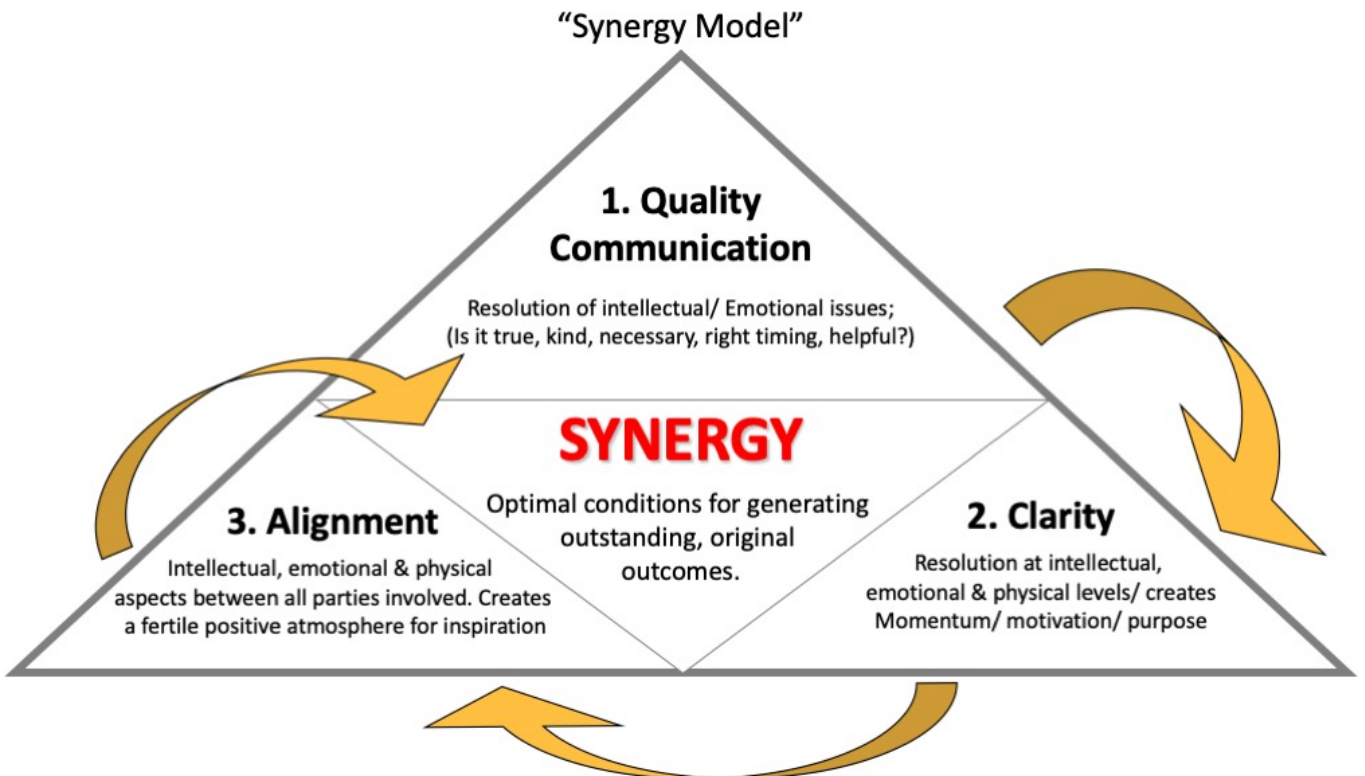 “Synergy Model”
1. Quality
Communication
Resolution of intellectual/ Emotional issues;
(Is it true, kind, necessary, right timing, helpful?)
SYNERGY
Optimal conditions for generating
outstanding, original
outcomes.
2. Clarity
Resolution at intellectual,
emotional & physical levels/ creates
Momentum/ motivation/ purpose
3. Alignment
Intellectual, emotional & physical
aspects between all parties involved. Creates
a fertile positive atmosphere for inspiration